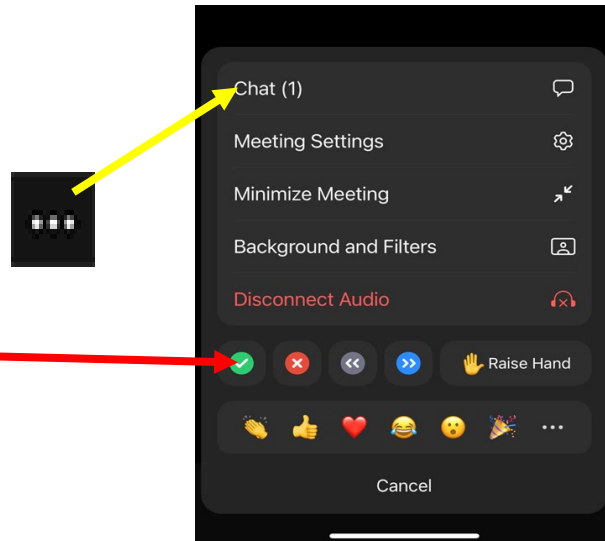 Chat (1)
Meeting Settings
Minimize Meeting
Background and Filters
Disconnect Audio
Raise Hand
Cancel